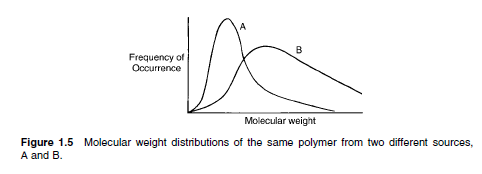 A
B
Frequency of
Occurrence
Molecular weight
Figure 1.5 Molecular weight distributions of the same polymer from two different sources,
A and B.